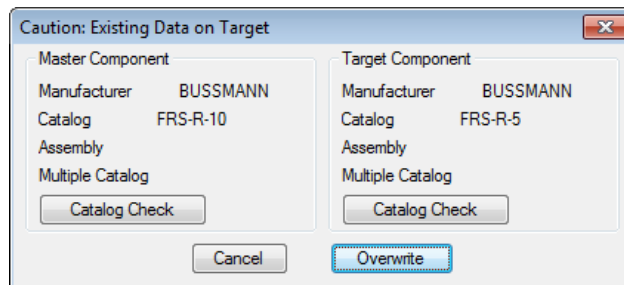 Caution: Existing Data on Target
Master Component
Manufacturer BUSSMANN
Catalog FRS-R-10
Assembly
Multiple Catalog
Catalog Check
Target Component
Manufacturer BUSSMANN
Catalog FRS-R-5
Assembly
Multiple Catalog
Catalog Check
Cancel
Overwrite